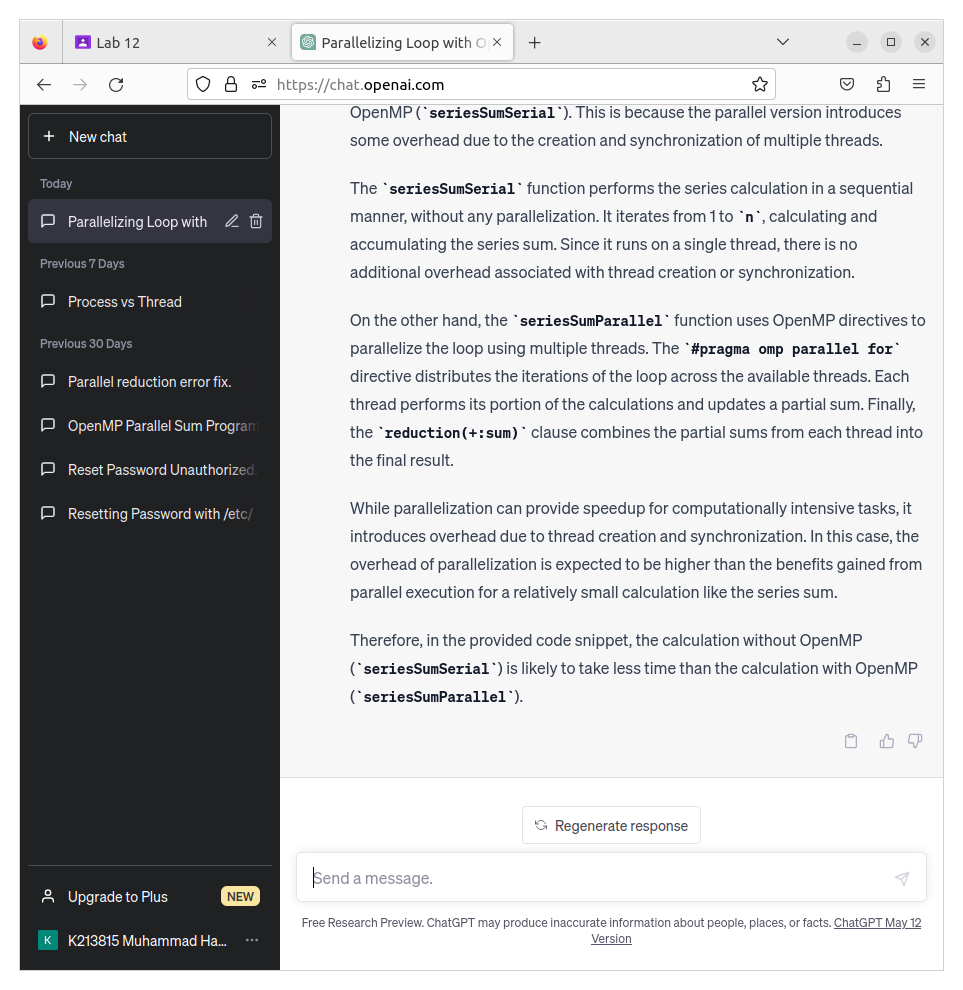 Lab 12
Parallelizing Loop with O
https://chat.openai.com
New chat
Today
Parallelizing Loop with
Previous 7 Days
Process vs Thread
Previous 30 Days
Parallel reduction error fix.
OpenMP Parallel Sum Program
Reset Password Unauthorized.
Resetting Password with /etc/
Upgrade to Plus
NEW
K
K213815 Muhammad Ha...
OpenMP (`seriesSumSerial`). This is because the parallel version introduces
some overhead due to the creation and synchronization of multiple threads.
The `seriesSumSerial` function performs the series calculation in a sequential
manner, without any parallelization. It iterates from 1 to `n`, calculating and
accumulating the series sum. Since it runs on a single thread, there is no
additional overhead associated with thread creation or synchronization.
On the other hand, the `seriesSumParallel` function uses OpenMP directives to
parallelize the loop using multiple threads. The `#pragma omp parallel for`
directive distributes the iterations of the loop across the available threads. Each
thread performs its portion of the calculations and updates a partial sum. Finally,
the `reduction(+:sum)` clause combines the partial sums from each thread into
the final result.
While parallelization can provide speedup for computationally intensive tasks, it
introduces overhead due to thread creation and synchronization. In this case, the
overhead of parallelization is expected to be higher than the benefits gained from
parallel execution for a relatively small calculation like the series sum.
Therefore, in the provided code snippet, the calculation without OpenMP
(`seriesSumSerial`) is likely to take less time than the calculation with OpenMP
(`seriesSumParallel`).
Regenerate response
Send a message.
Free Research Preview. ChatGPT may produce inaccurate information about people, places, or facts. ChatGPT May 12
Version